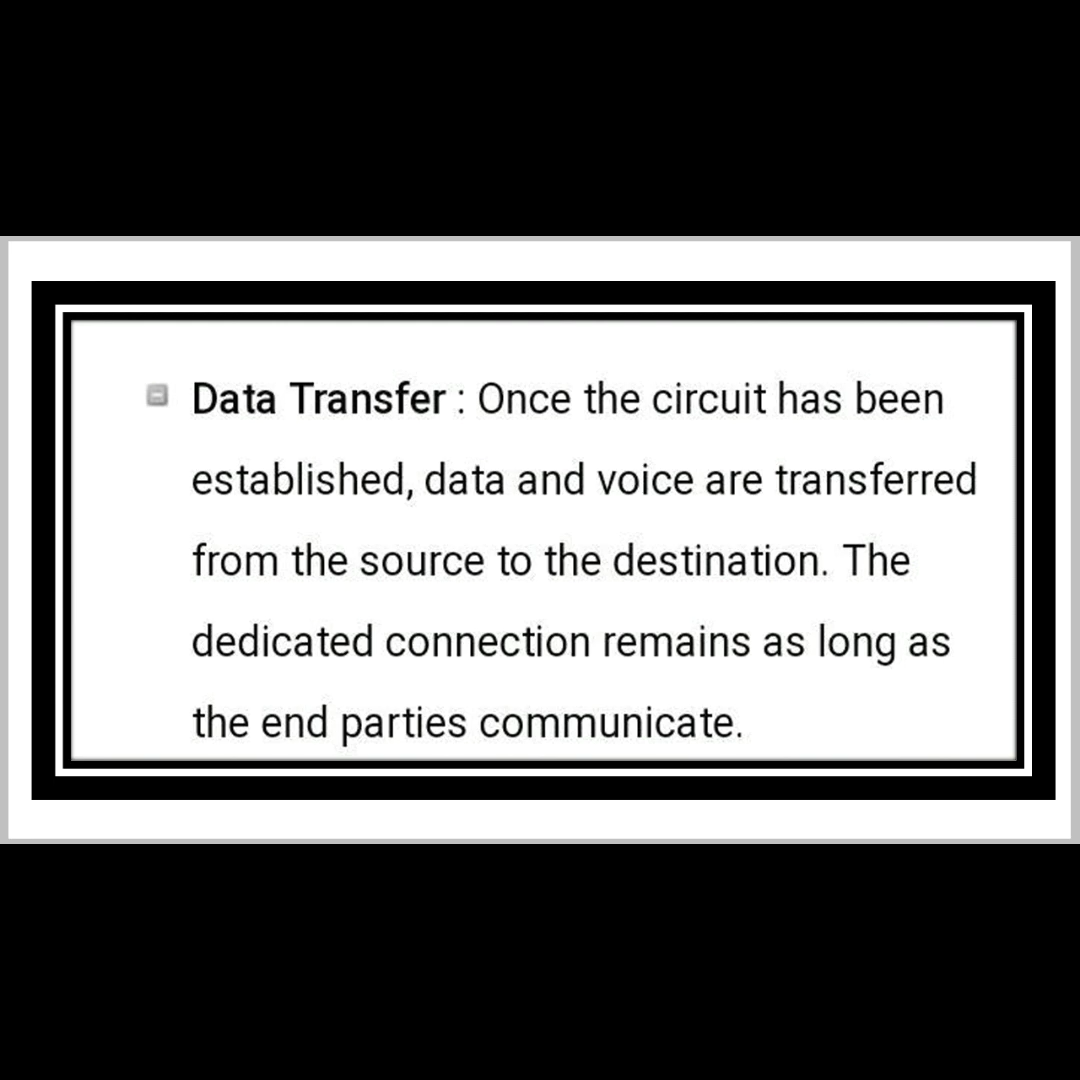 Data Transfer : Once the circuit has been
established, data and voice are transferred
from the source to the destination. The
dedicated connection remains as long as
the end parties communicate.